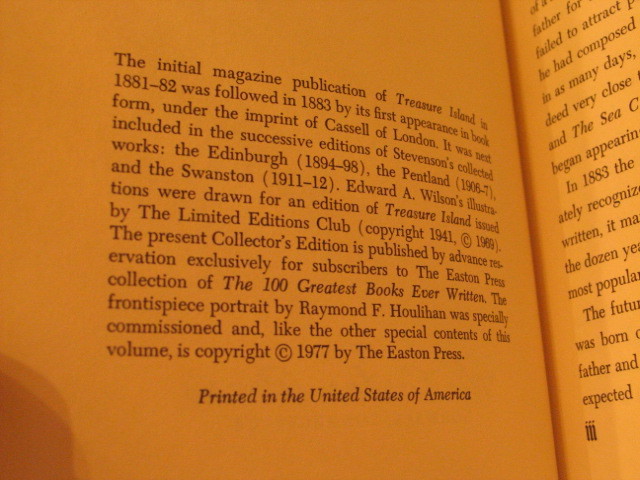 The initial magazine publication of Treasure Island in
1881–82 was followed in 1883 by its first appearance in book
form, under the imprint of Cassell of London. It was next
included in the successive editions of Stevenson's collected
works: the Edinburgh (1894–98), the Pentland (1906–7),
and the Swanston (1911–12). Edward A. Wilson's illustra-
tions were drawn for an edition of Treasure Island issued
by The Limited Editions Club (copyright 1941, © 1969).
The present Collector's Edition is published by advance res-
ervation exclusively for subscribers to The Easton Press
collection of The 100 Greatest Books Ever Written. The
frontispiece portrait by Raymond F. Houlihan was specially
commissioned and, like the other special contents of this
volume, is copyright © 1977 by The Easton Press.
Printed in the United States of America
father for
failed to attract
he had composed
in as many days,
deed very close
and The Sea
began appearing
In 1883 the
ately recogniz
written, it ma
the dozen yea
most popular
The futur
was born o
father and
expected
iii